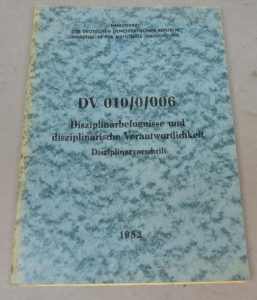 MINISTERRAT
DER DEUTSCHEN DEMOKRATISCHEN REPUBLIK
MINISTERIUM FÜR NATIONALE VERTEIDIGUNG
DV 010/0/006
Disziplinarbefugnisse und
disziplinarische Verantwortlichkeit
Disziplinarvorschrift
1982